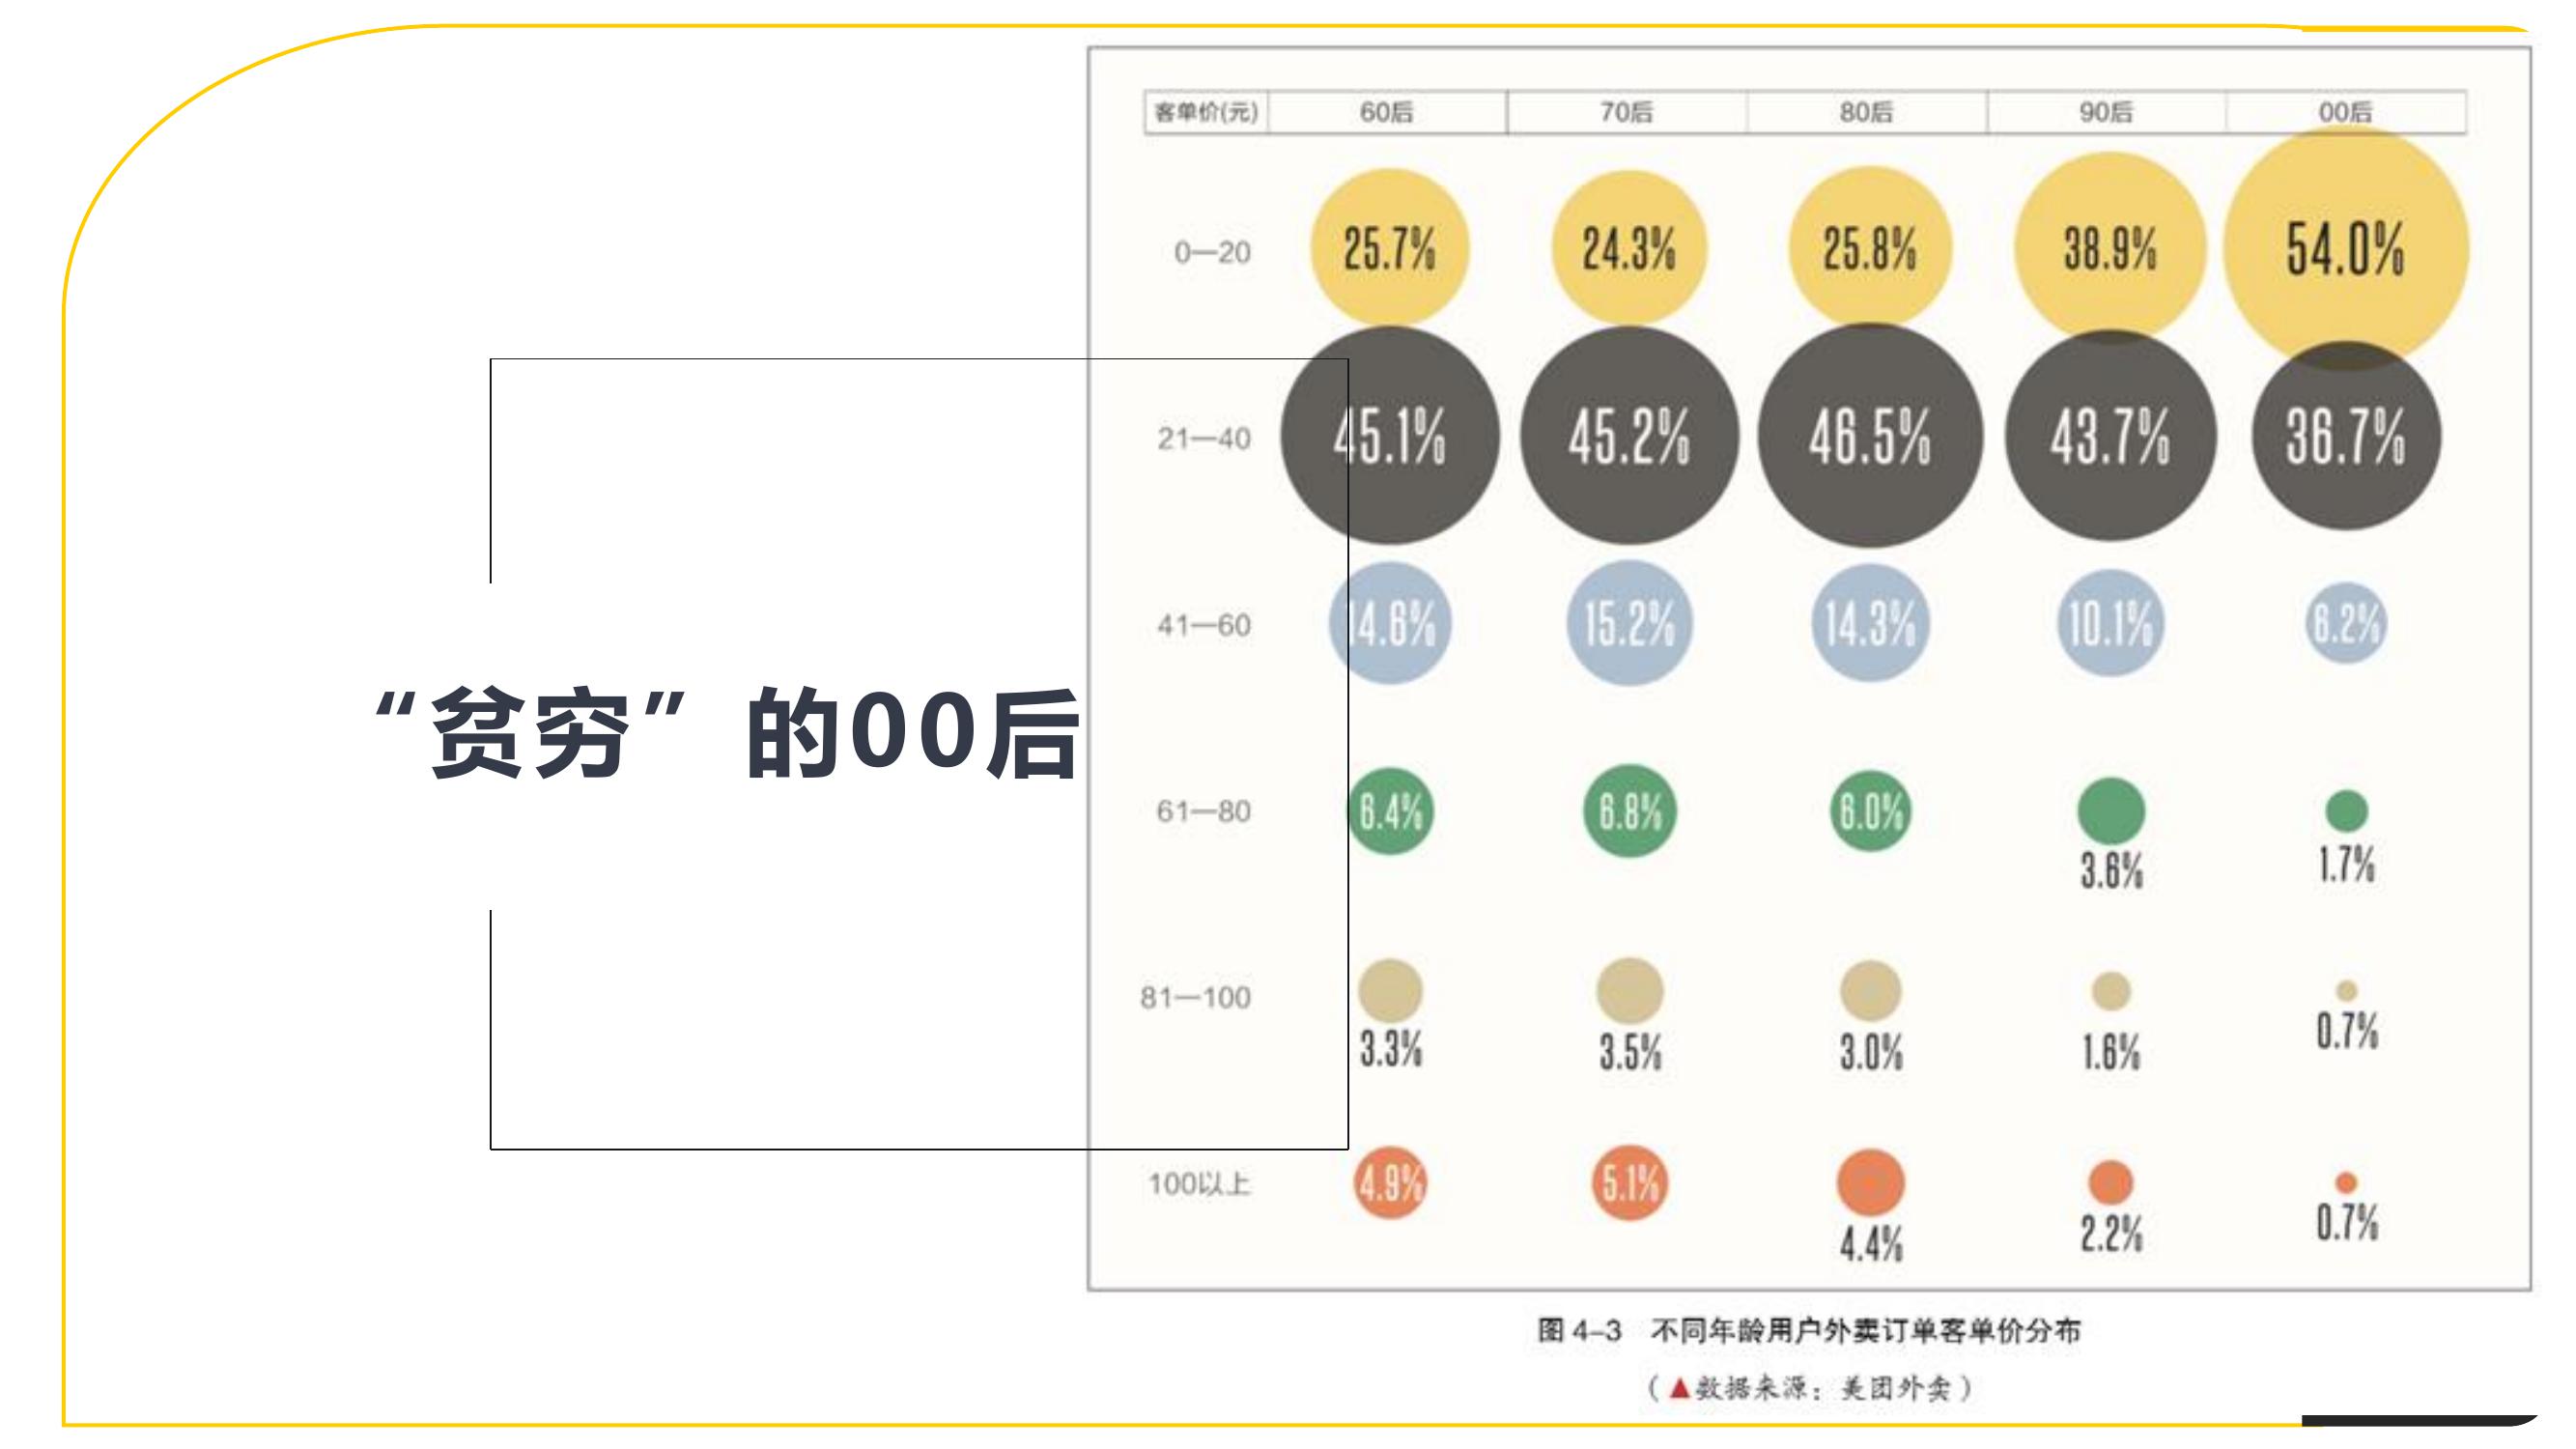 “贫穷”的00后
客单价(元) 60后 70后 80后 90后 00后
0—20 25.7% 24.3% 25.8% 38.9% 54.0%
21—40 45.1% 45.2% 46.5% 43.7% 36.7%
41—60 14.6% 15.2% 14.3% 10.1% 6.2%
61—80 6.4% 6.8% 6.0% 3.6% 1.7%
81—100 3.3% 3.5% 3.0% 1.6% 0.7%
100以上 4.9% 5.1% 4.4% 2.2% 0.7%
图 4–3 不同年龄用户外卖订单客单价分布
（▲数据来源：美团外卖）